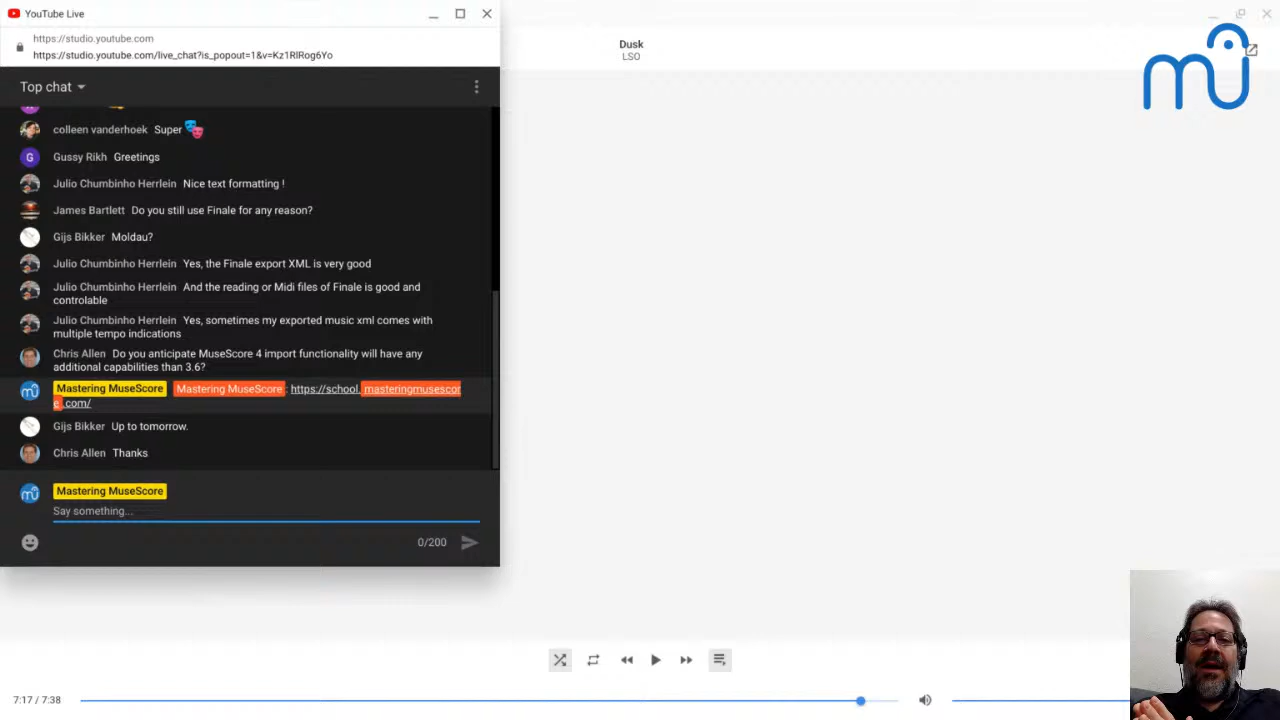 YouTube Live
https://studio.youtube.com
https://studio.youtube.com/live_chat?is_popout=1&v=Kz1RlRog6Yo
Dusk
LSO
Top chat
colleen vanderhoek Super
G Gussy Rikh Greetings
Julio Chumbinho Herrlein Nice text formatting !
James Bartlett Do you still use Finale for any reason?
Gijs Bikker Moldau?
Julio Chumbinho Herrlein Yes, the Finale export XML is very good
Julio Chumbinho Herrlein And the reading or Midi files of Finale is good and
controlable
Julio Chumbinho Herrlein Yes, sometimes my exported music xml comes with
multiple tempo indications
Chris Allen Do you anticipate MuseScore 4 import functionality will have any
additional capabilities than 3.6?
Mastering MuseScore Mastering MuseScore: https://school.masteringmusescor
e.com/
Gijs Bikker Up to tomorrow.
Chris Allen Thanks
Mastering MuseScore
Say something...
0/200
7:17 / 7:38